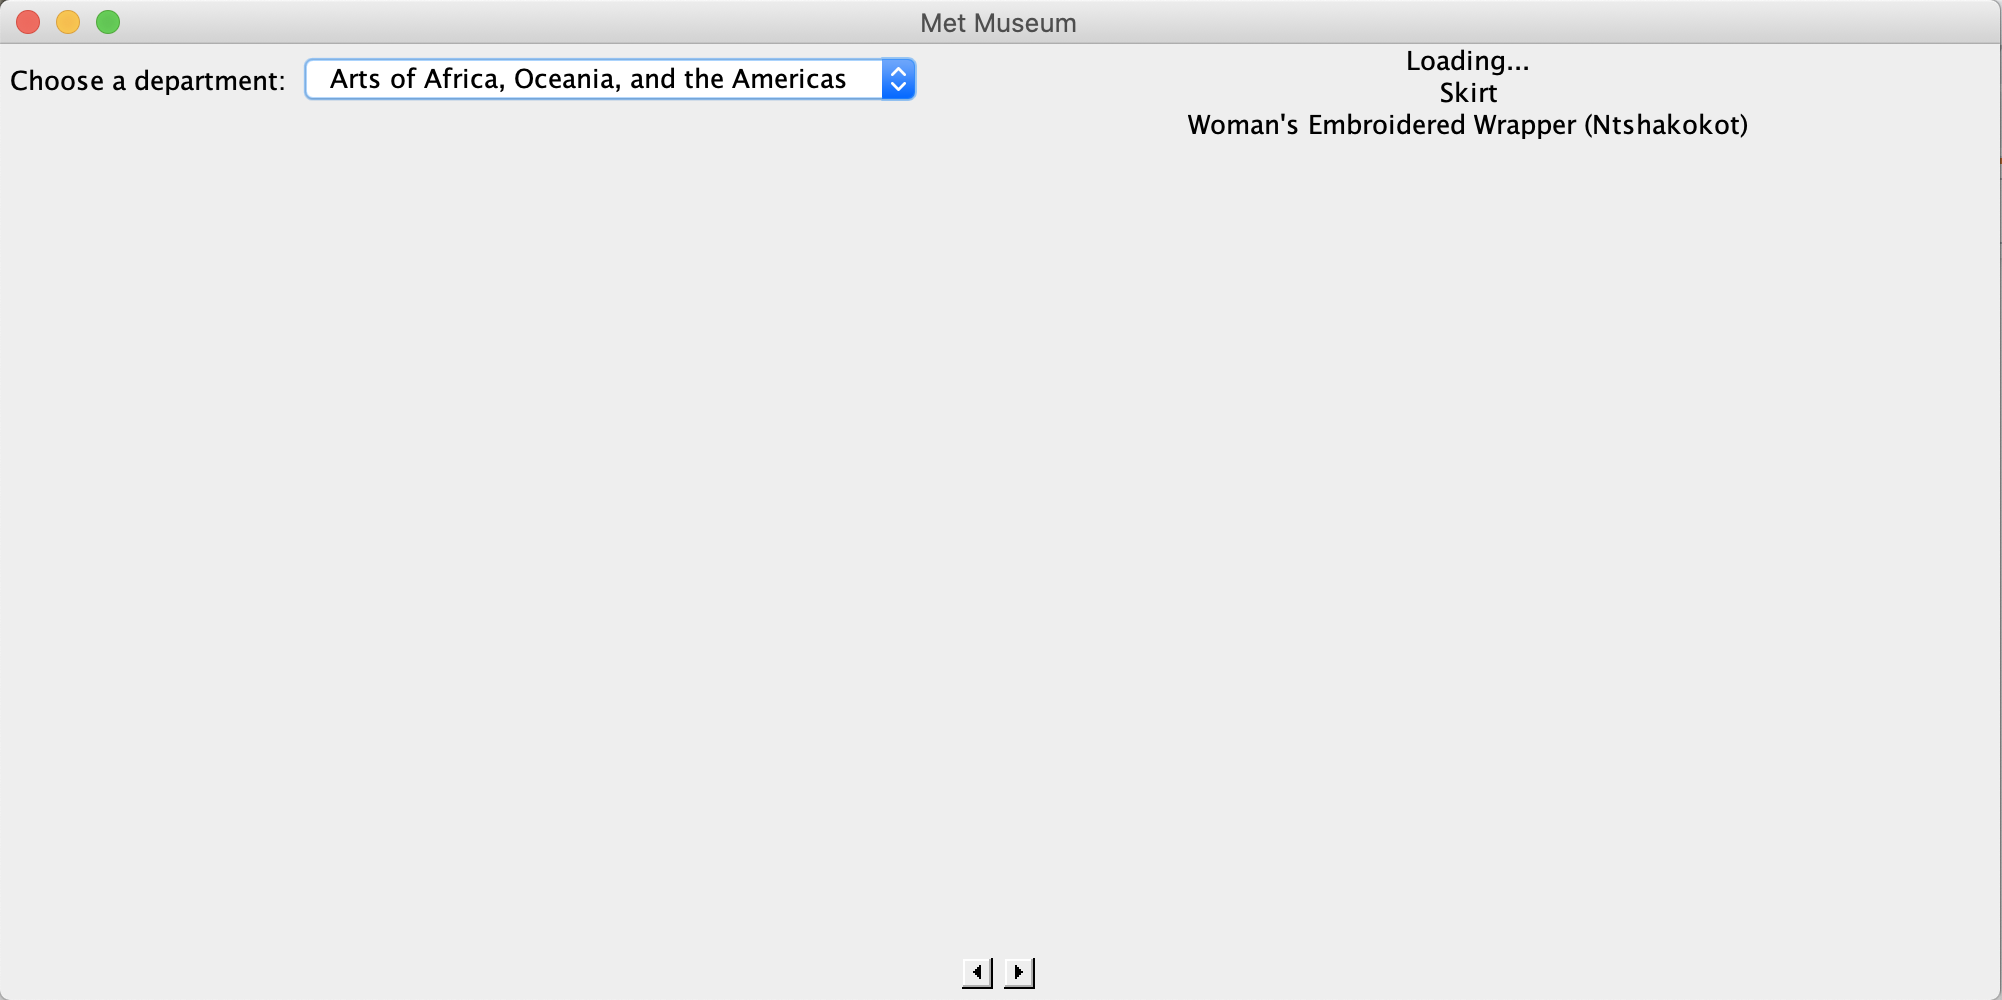 Met Museum
Choose a department:
Arts of Africa, Oceania, and the Americas
Loading...
Skirt
Woman's Embroidered Wrapper (Ntshakokot)